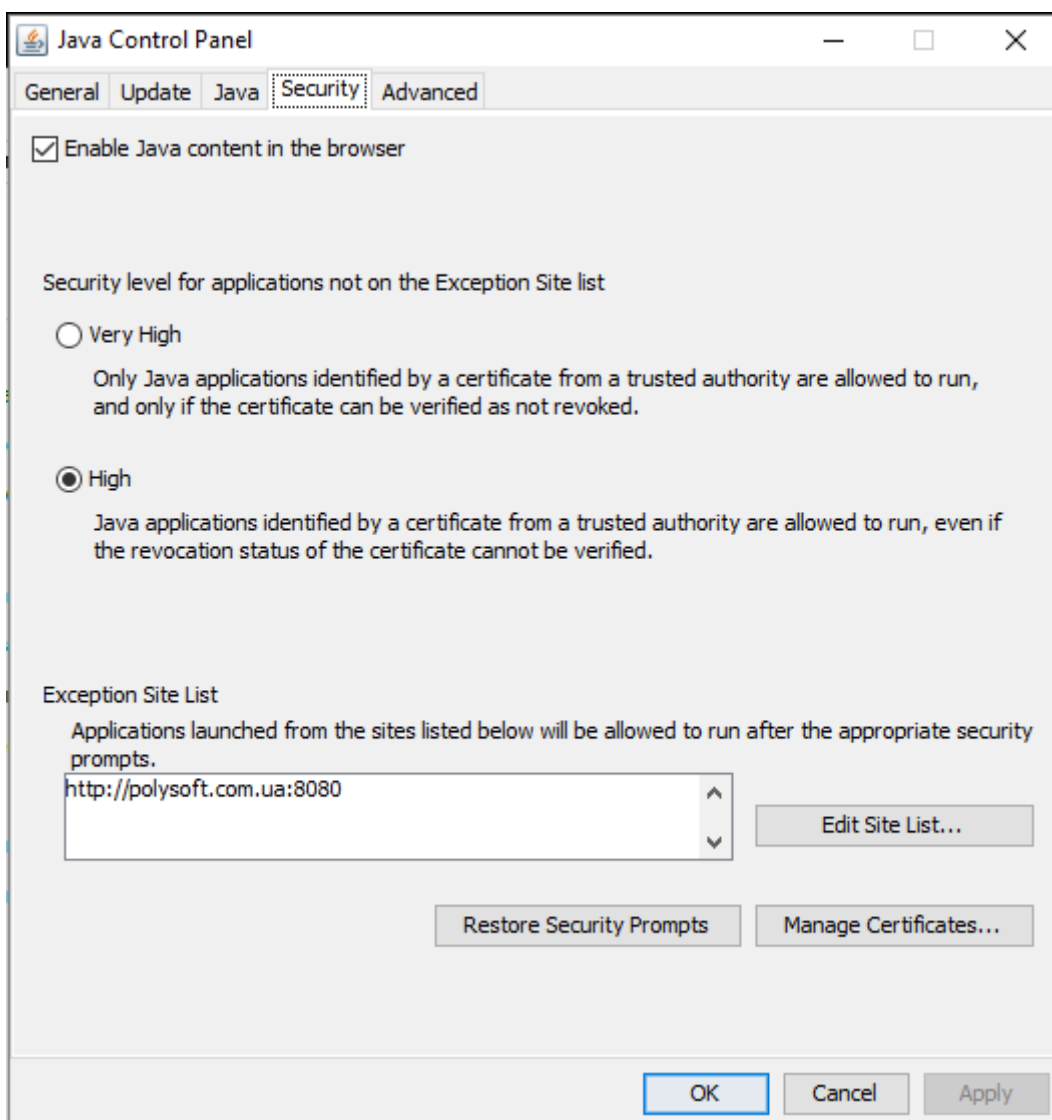 Java Control Panel
General Update Java Security Advanced
Enable Java content in the browser
Security level for applications not on the Exception Site list
Very High
Only Java applications identified by a certificate from a trusted authority are allowed to run,
and only if the certificate can be verified as not revoked.
High
Java applications identified by a certificate from a trusted authority are allowed to run, even if
the revocation status of the certificate cannot be verified.
Exception Site List
Applications launched from the sites listed below will be allowed to run after the appropriate security
prompts.
http://polysoft.com.ua:8080
Edit Site List...
Restore Security Prompts Manage Certificates...
OK Cancel Apply